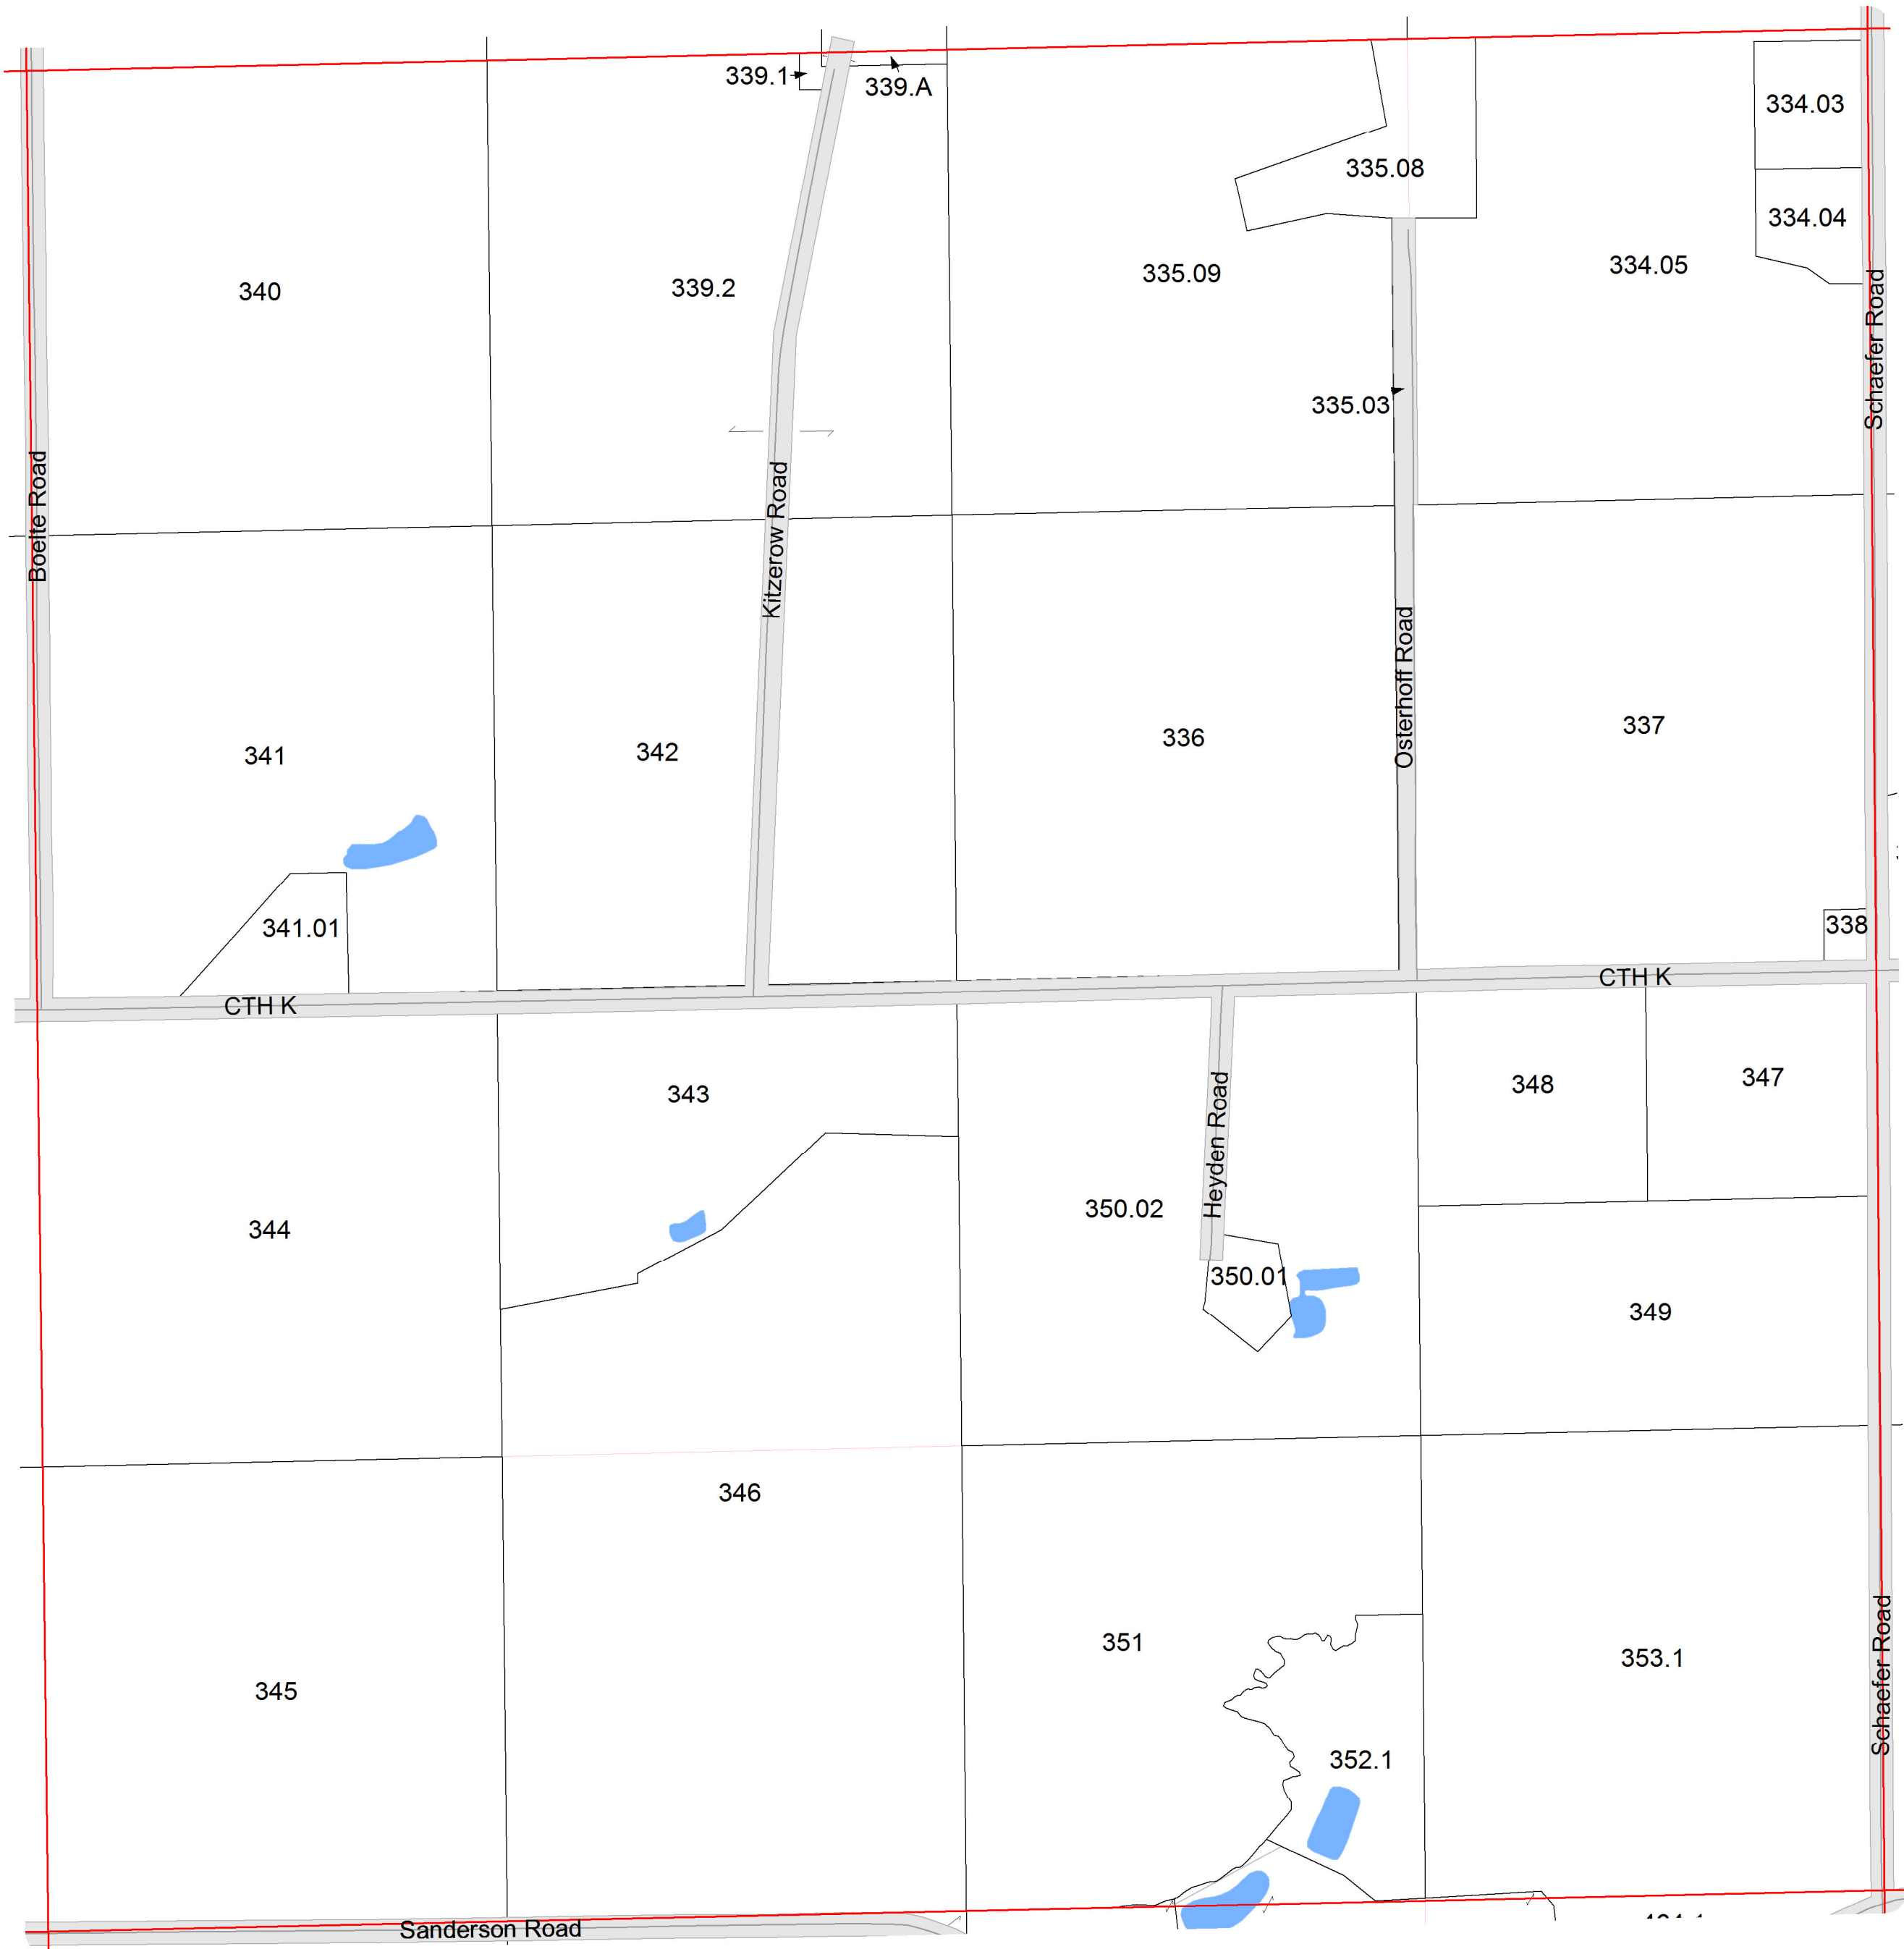 339.1
339.A
334.03
335.08
334.04
340
339.2
335.09
334.05
Schaefer Road
335.03
Boelte Road
Kitzerow Road
Osterhoff Road
341
342
336
337
341.01
338
CTH K
CTH K
343
348
347
Heyden Road
344
350.02
350.01
349
346
345
351
353.1
Schaefer Road
352.1
Sanderson Road